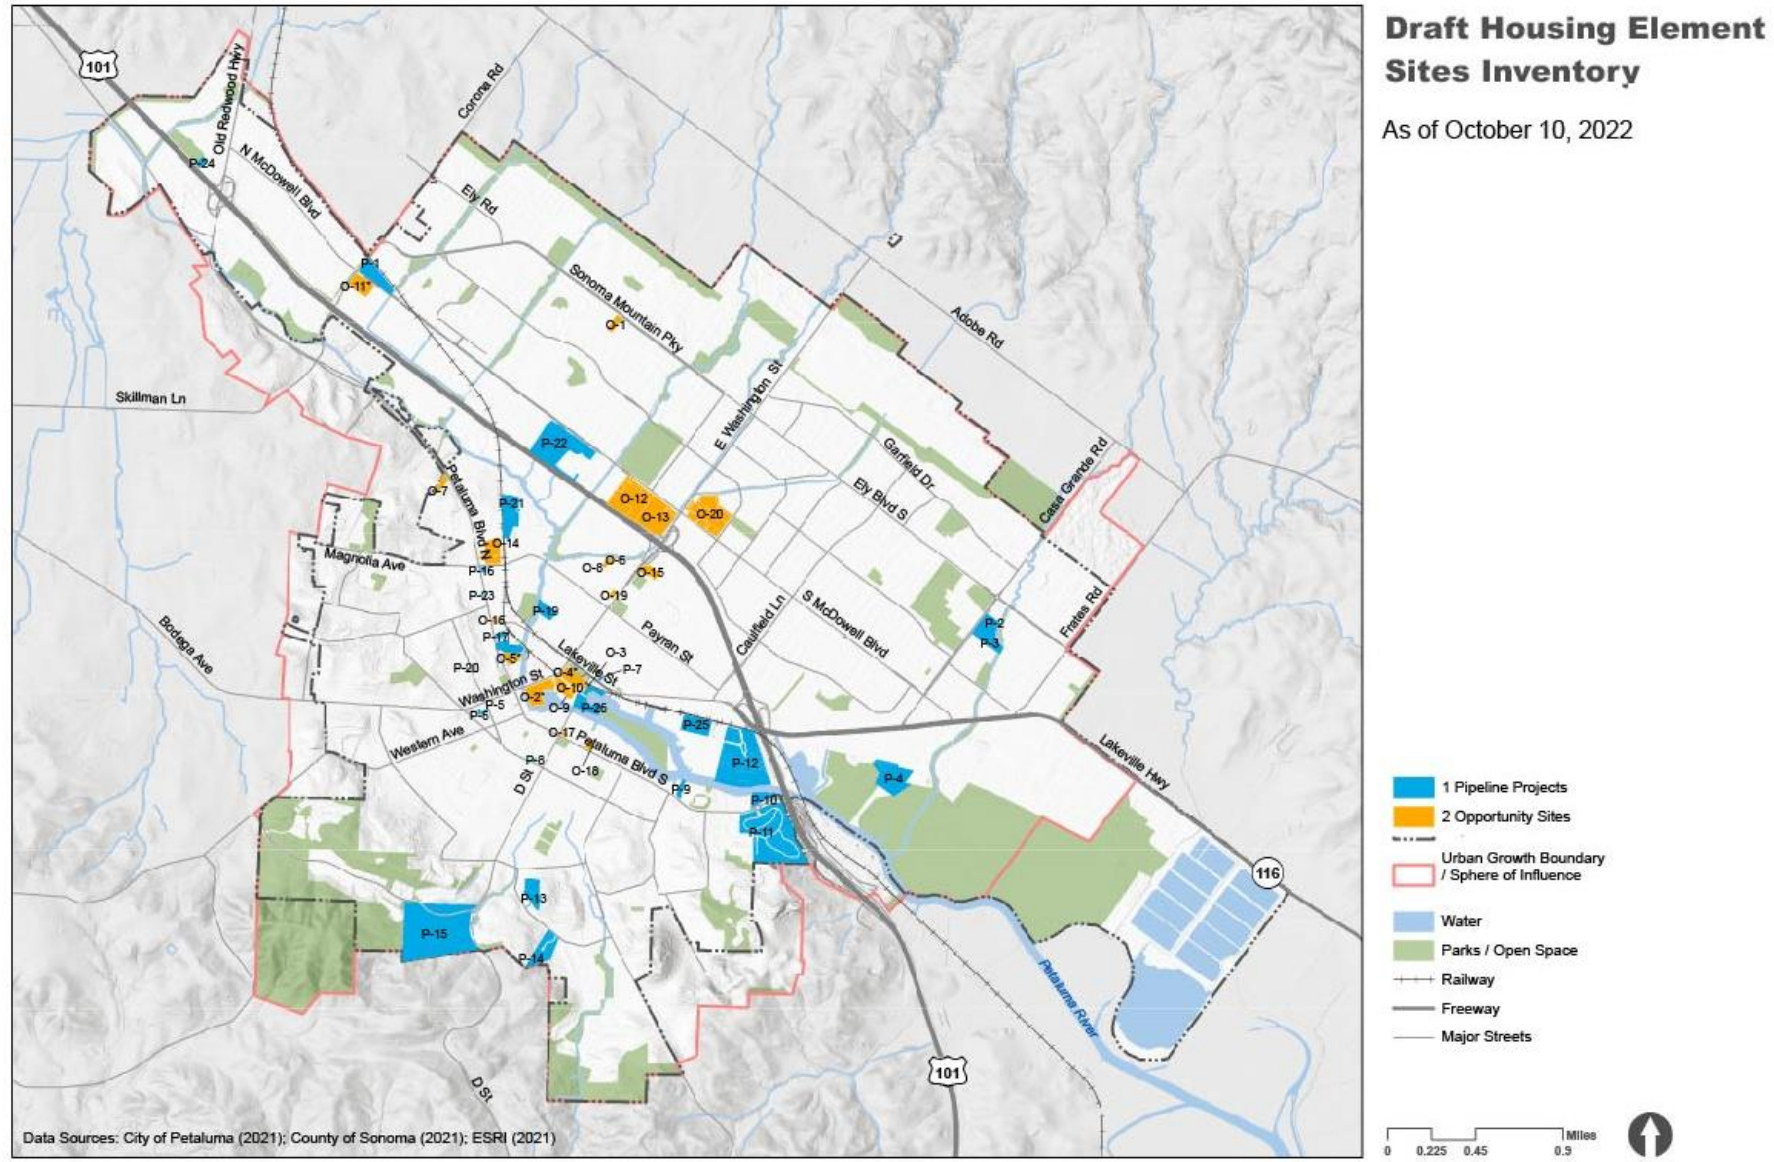 Draft Housing Element
Sites Inventory
As of October 10, 2022
101
Old Redwood Hwy
Corona Rd
P-24
N McDowell Blvd
Ely Rd
P-1
O-11*
Sonoma Mountain Pky
O-1
Adobe Rd
E Washington St
Skillman Ln
P-22
Garfield Dr
Casa Grande Rd
O-7
Petaluma Blvd N
P-21
O-12
O-13
O-20
Ely Blvd S
O-14
Magnolia Ave
P-16
O-8
O-6
O-15
P-23
O-19
P-19
Caulfield Ln
S McDowell Blvd
Frates Rd
P-2
P-3
O-16
P-17
Payran St
Bodega Ave
O-5*
Lakeville St
O-3
P-7
P-20
O-4*
Washington St
O-10
O-2*
P-5
P-5
O-9
P-26
P-25
Western Ave
O-17
Petaluma Blvd S
P-8
O-18
D St
P-9
P-12
P-4
Lakeville Hwy
P-10
P-11
116
P-13
P-15
P-14
Petaluma River
101
D St
Data Sources: City of Petaluma (2021); County of Sonoma (2021); ESRI (2021)
1 Pipeline Projects
2 Opportunity Sites
Urban Growth Boundary
/ Sphere of Influence
Water
Parks / Open Space
Railway
Freeway
Major Streets
Miles
0 0.225 0.45 0.9